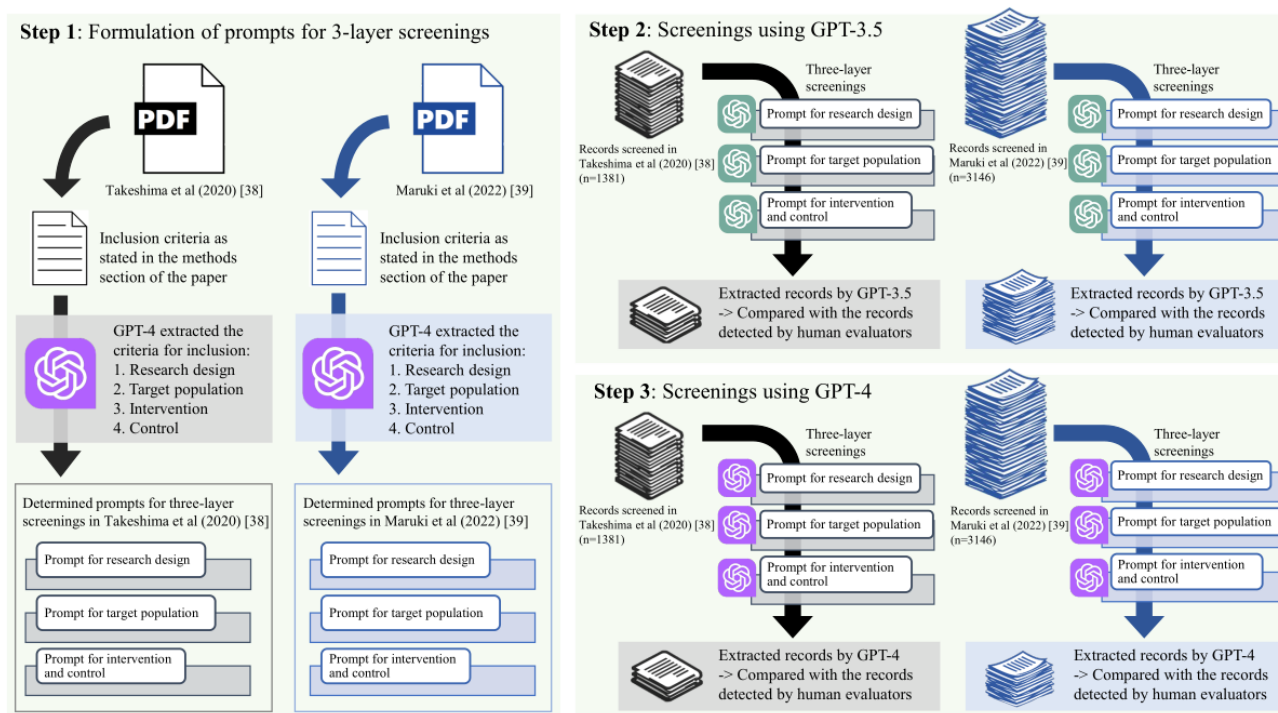 Step 1: Formulation of prompts for 3-layer screenings
PDF
Takeshima et al (2020) [38]
Inclusion criteria as
stated in the methods
section of the paper
GPT-4 extracted the
criteria for inclusion:
1. Research design
2. Target population
3. Intervention
4. Control
Determined prompts for three-layer
screenings in Takeshima et al (2020) [38]
Prompt for research design
Prompt for target population
Prompt for intervention
and control
PDF
Maruki et al (2022) [39]
Inclusion criteria as
stated in the methods
section of the paper
GPT-4 extracted the
criteria for inclusion:
1. Research design
2. Target population
3. Intervention
4. Control
Determined prompts for three-layer
screenings in Maruki et al (2022) [39]
Prompt for research design
Prompt for target population
Prompt for intervention
and control
Step 2: Screenings using GPT-3.5
Records screened in
Takeshima et al (2020) [38]
(n=1381)
Three-layer
screenings
Prompt for research design
Prompt for target population
Prompt for intervention
and control
Extracted records by GPT-3.5
-> Compared with the records
detected by human evaluators
Records screened in
Maruki et al (2022) [39]
(n=3146)
Three-layer
screenings
Prompt for research design
Prompt for target population
Prompt for intervention
and control
Extracted records by GPT-3.5
-> Compared with the records
detected by human evaluators
Step 3: Screenings using GPT-4
Records screened in
Takeshima et al (2020) [38]
(n=1381)
Three-layer
screenings
Prompt for research design
Prompt for target population
Prompt for intervention
and control
Extracted records by GPT-4
-> Compared with the records
detected by human evaluators
Records screened in
Maruki et al (2022) [39]
(n=3146)
Three-layer
screenings
Prompt for research design
Prompt for target population
Prompt for intervention
and control
Extracted records by GPT-4
-> Compared with the records
detected by human evaluators